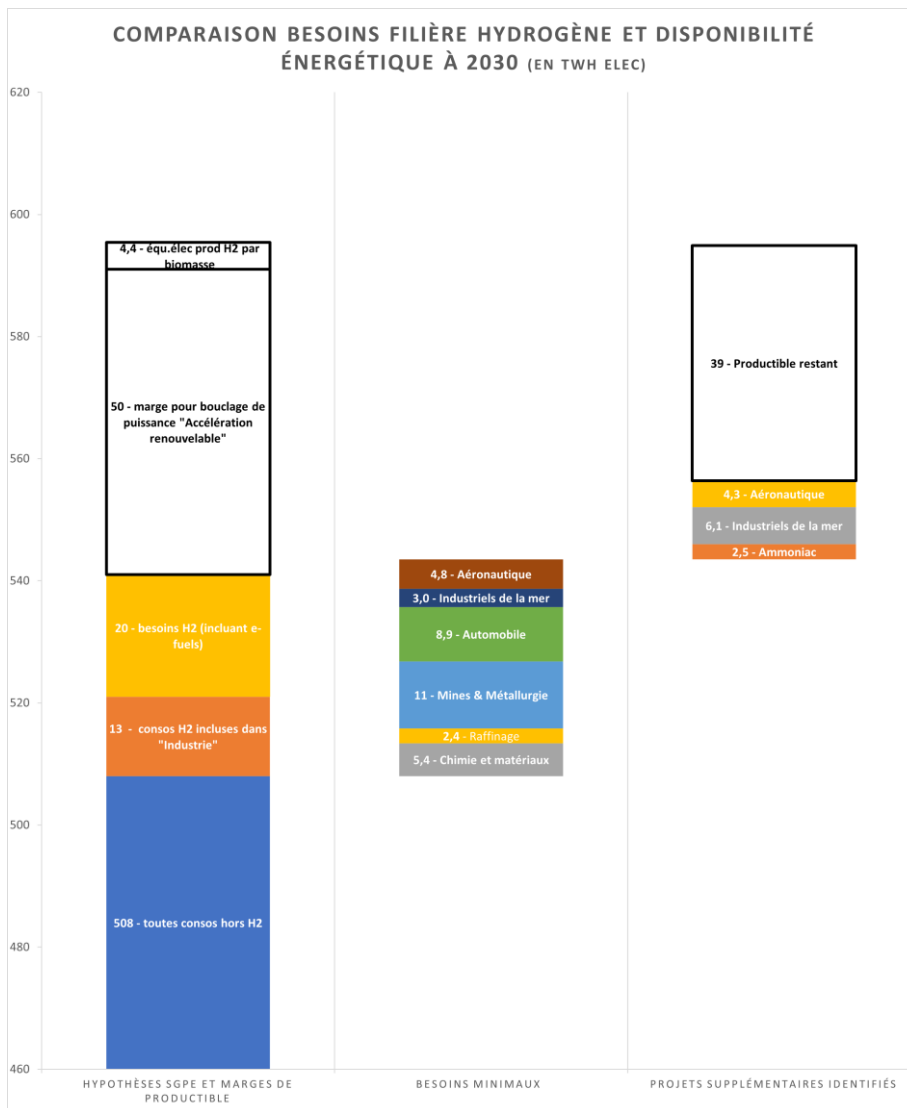 COMPARAISON BESOINS FILIÈRE HYDROGÈNE ET DISPONIBILITÉ
ÉNERGÉTIQUE À 2030 (EN TWH ELEC)
620
600
580
560
540
520
500
480
460
4,4 - équ.élec prod H2 par
biomasse
50 - marge pour bouclage de
puissance "Accélération
renouvelable"
20 - besoins H2 (incluant e-
fuels)
13 - consos H2 incluses dans
"Industrie"
508 - toutes consos hors H2
4,8 - Aéronautique
3,0 - Industriels de la mer
8,9 - Automobile
11 - Mines & Métallurgie
2,4 - Raffinage
5,4 - Chimie et matériaux
39 - Productible restant
4,3 - Aéronautique
6,1 - Industriels de la mer
2,5 - Ammoniac
HYPOTHÈSES SGPE ET MARGES DE
PRODUCTIBLE
BESOINS MINIMAUX
PROJETS SUPPLÉMENTAIRES IDENTIFIÉS